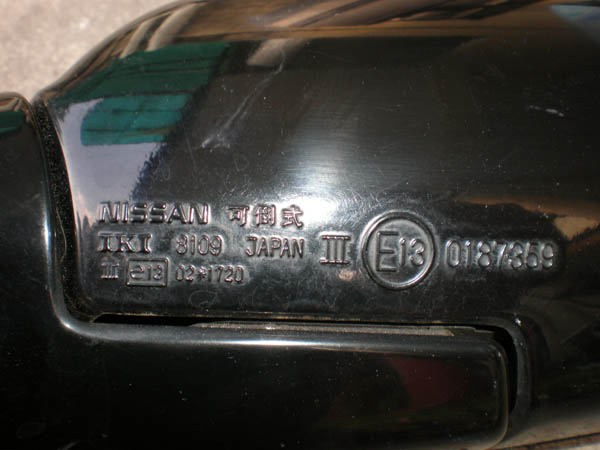 NISSAN 可倒式
IKI 8109 JAPAN III E13 0187359
III e13 02*1720